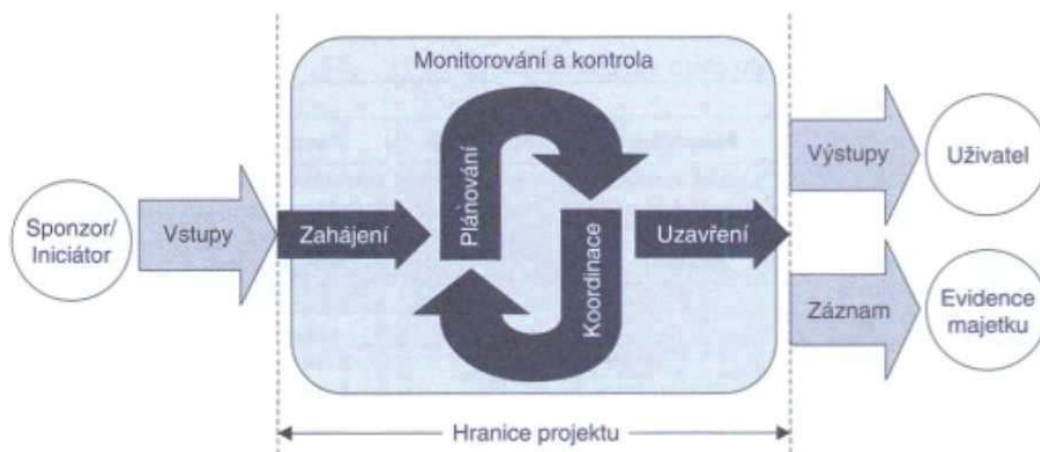 Monitorování a kontrola
Sponzor/
Iniciátor
Vstupy
Zahájení
Plánování
Koordinace
Uzavření
Výstupy
Uživatel
Záznam
Evidence
majetku
Hranice projektu